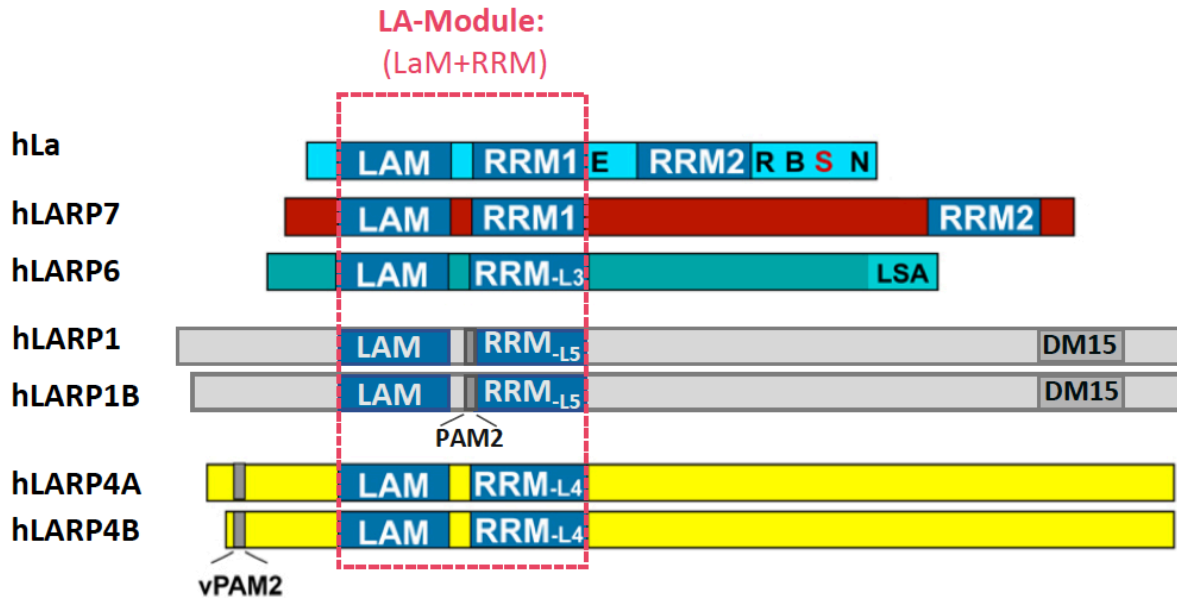 LA-Module:
(LaM+RRM)
hLa LAM RRM1 E RRM2 R B S N
hLARP7 LAM RRM1 RRM2
hLARP6 LAM RRM-L3 LSA
hLARP1 LAM RRM-L5 DM15
hLARP1B LAM RRM-L5 DM15
PAM2
hLARP4A LAM RRM-L4
hLARP4B LAM RRM-L4
vPAM2